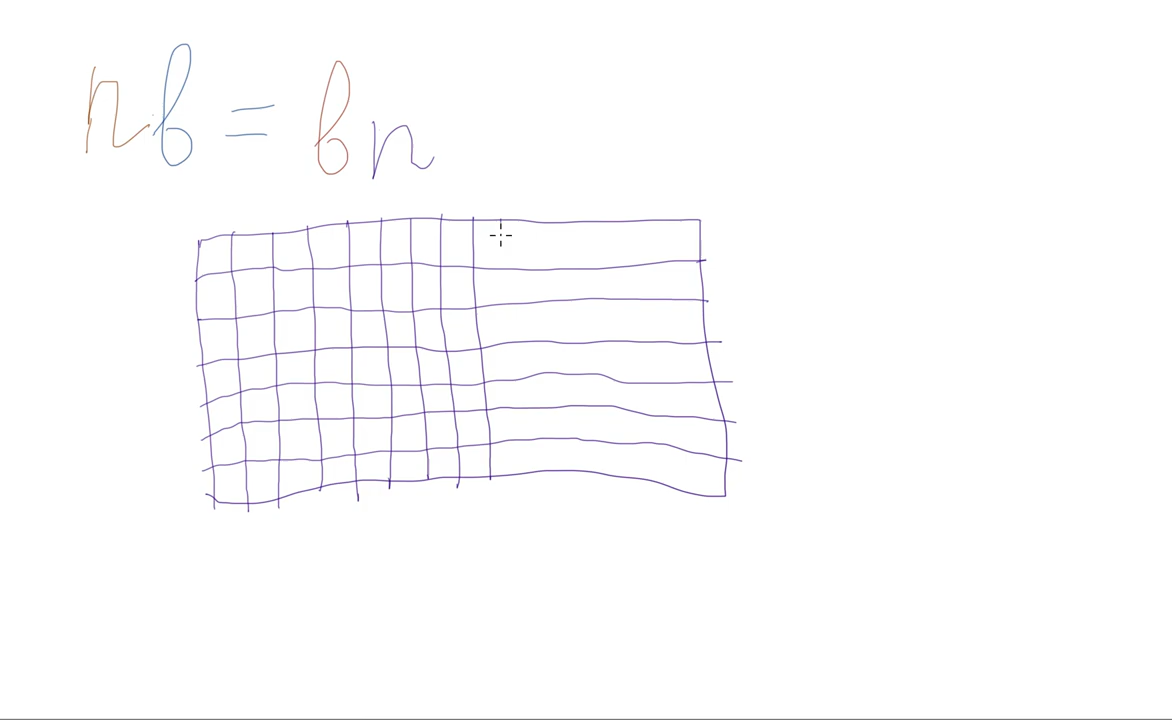 nb = bn